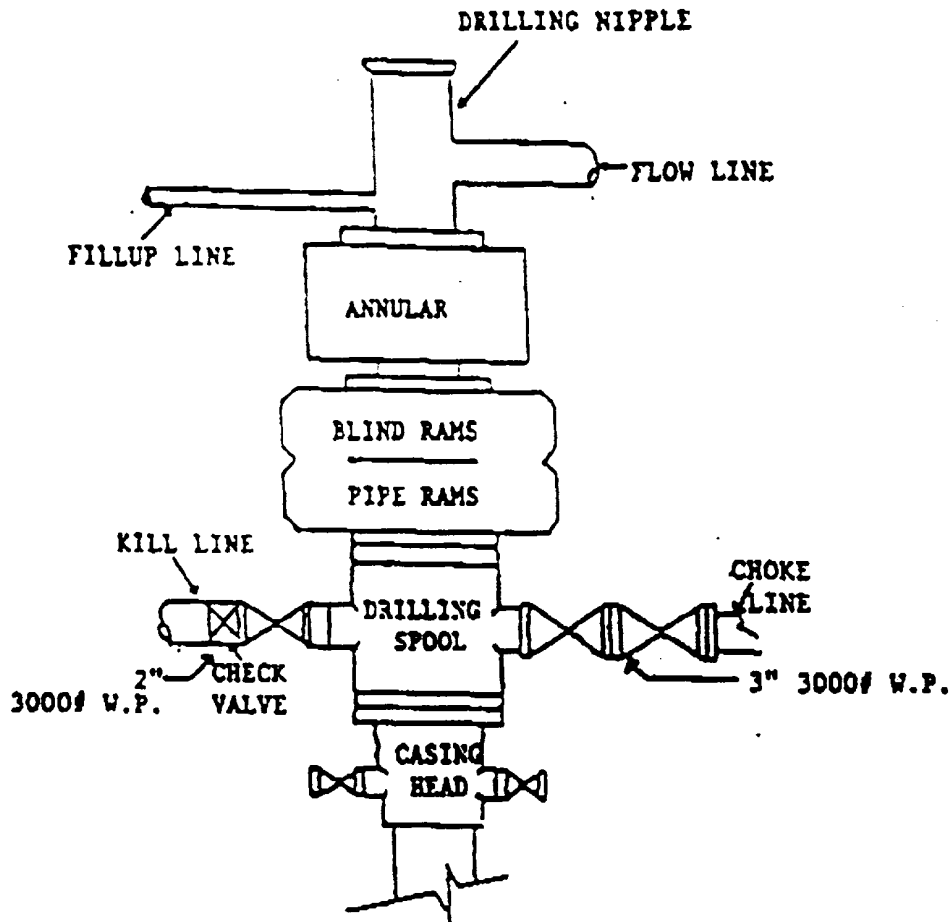 DRILLING NIPPLE
FLOW LINE
FILLUP LINE
ANNULAR
BLIND RAMS
PIPE RAMS
KILL LINE
CHOKE
LINE
DRILLING
SPOOL
CHECK
VALVE
2"
3000# W.P.
3" 3000# W.P.
CASING
HEAD